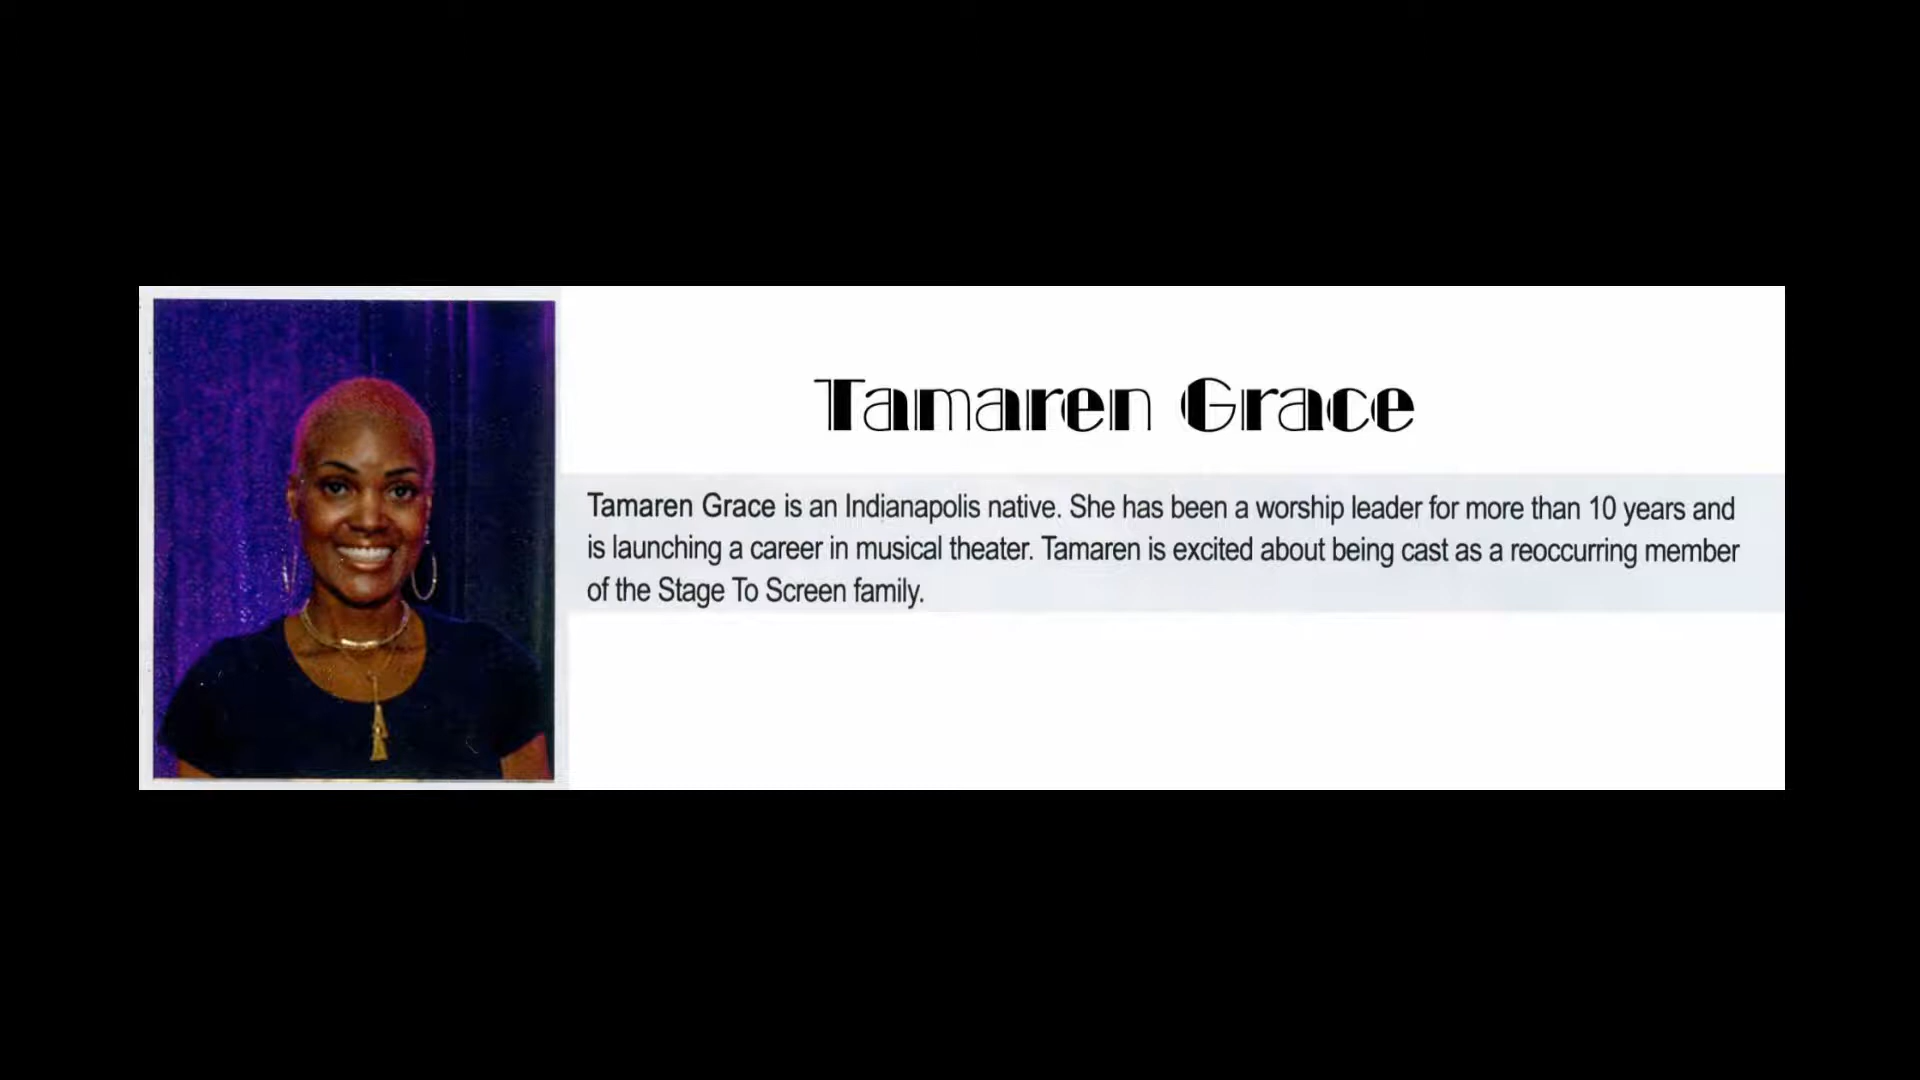 Tamaren Grace
Tamaren Grace is an Indianapolis native. She has been a worship leader for more than 10 years and
is launching a career in musical theater. Tamaren is excited about being cast as a reoccurring member
of the Stage To Screen family.